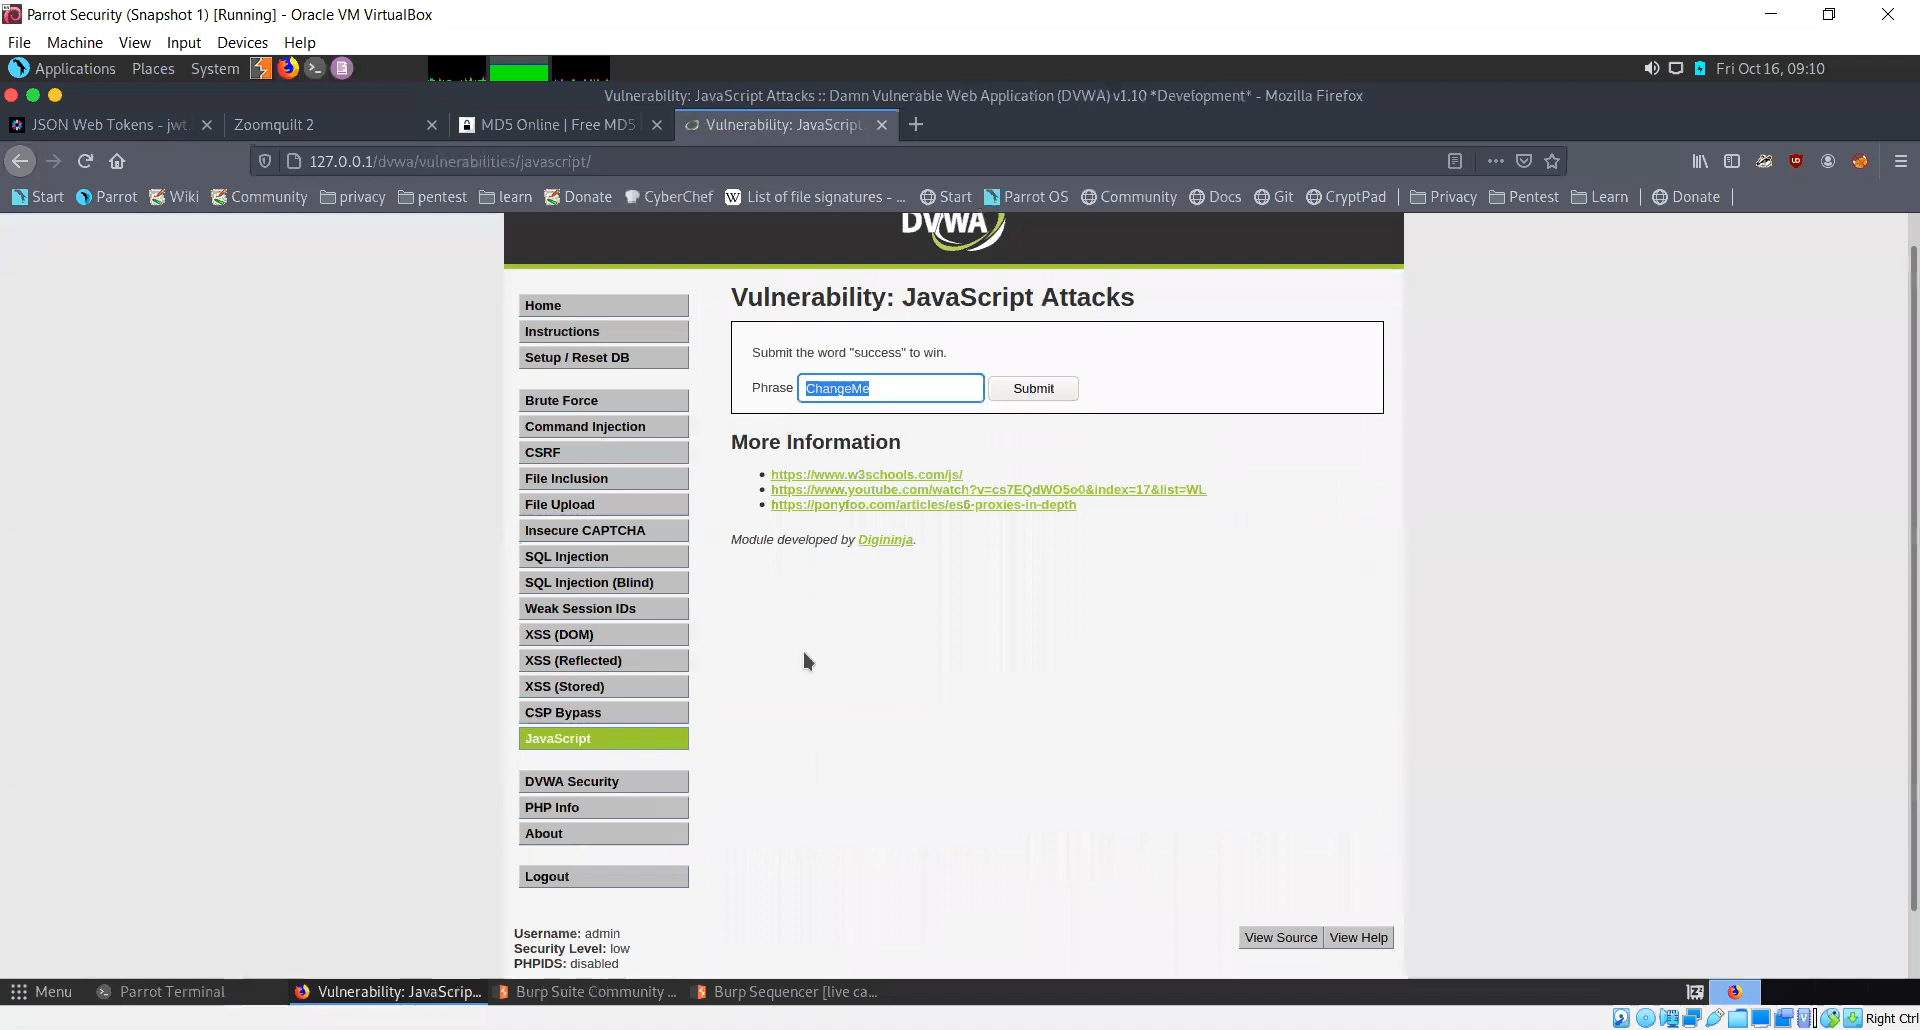 Parrot Security (Snapshot 1) [Running] - Oracle VM VirtualBox
File Machine View Input Devices Help
Applications Places System Fri Oct 16, 09:10
Vulnerability: JavaScript Attacks :: Damn Vulnerable Web Application (DVWA) v1.10 *Development* - Mozilla Firefox
JSON Web Tokens - jwt. Zoomquilt 2 MD5 Online | Free MD5 Vulnerability: JavaScript
127.0.0.1/dvwa/vulnerabilities/javascript/
Start Parrot Wiki Community privacy pentest learn Donate CyberChef List of file signatures - ... Start Parrot OS Community Docs Git CryptPad Privacy Pentest Learn Donate
DVWA
Home
Instructions
Setup / Reset DB
Brute Force
Command Injection
CSRF
File Inclusion
File Upload
Insecure CAPTCHA
SQL Injection
SQL Injection (Blind)
Weak Session IDs
XSS (DOM)
XSS (Reflected)
XSS (Stored)
CSP Bypass
JavaScript
DVWA Security
PHP Info
About
Logout
Vulnerability: JavaScript Attacks
Submit the word "success" to win.
Phrase ChangeMe Submit
More Information
• https://www.w3schools.com/js/
• https://www.youtube.com/watch?v=cs7EQdWO5o0&index=17&list=WL
• https://ponyfoo.com/articles/es6-proxies-in-depth
Module developed by Digininja.
Username: admin
Security Level: low
PHPIDS: disabled
View Source View Help
Menu Parrot Terminal Vulnerability: JavaScrip... Burp Suite Community ... Burp Sequencer [live ca...
Right Ctrl